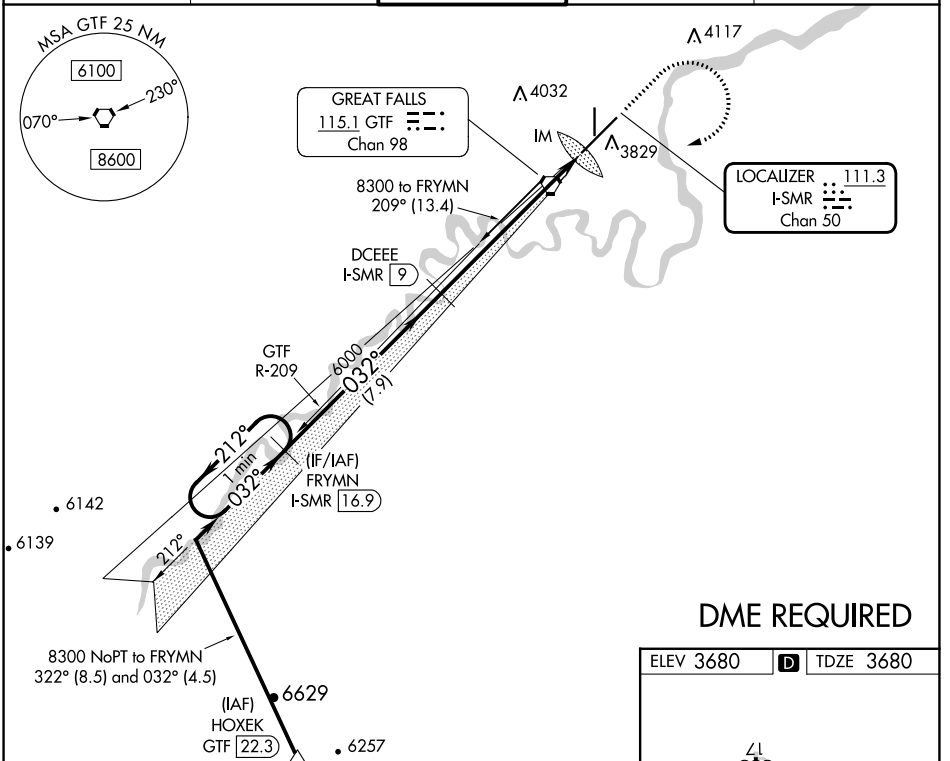 MSA GTF 25 NM
6100
230°
070°
8600
GREAT FALLS
115.1 GTF
Chan 98
4032
4117
IM
3829
LOCALIZER 111.3
I-SMR
Chan 50
8300 to FRYMN
209° (13.4)
DCEEE
I-SMR 9
GTF
R-209
6000
032°
(7.9)
212°
1 min
032°
(IF/IAF)
FRYMN
I-SMR 16.9
6142
6139
212°
8300 NoPT to FRYMN
322° (8.5) and 032° (4.5)
6629
(IAF)
HOXEK
GTF 22.3
6257
DME REQUIRED
ELEV 3680 D TDZE 3680
17